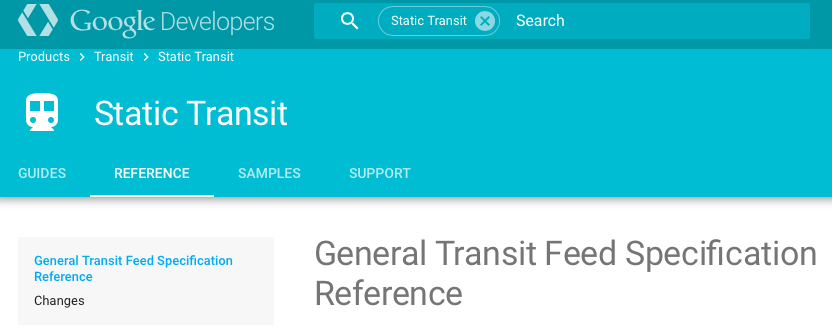 Google Developers
Static Transit
Search
Products > Transit > Static Transit
Static Transit
GUIDES REFERENCE SAMPLES SUPPORT
General Transit Feed Specification
Reference
Changes
General Transit Feed Specification
Reference